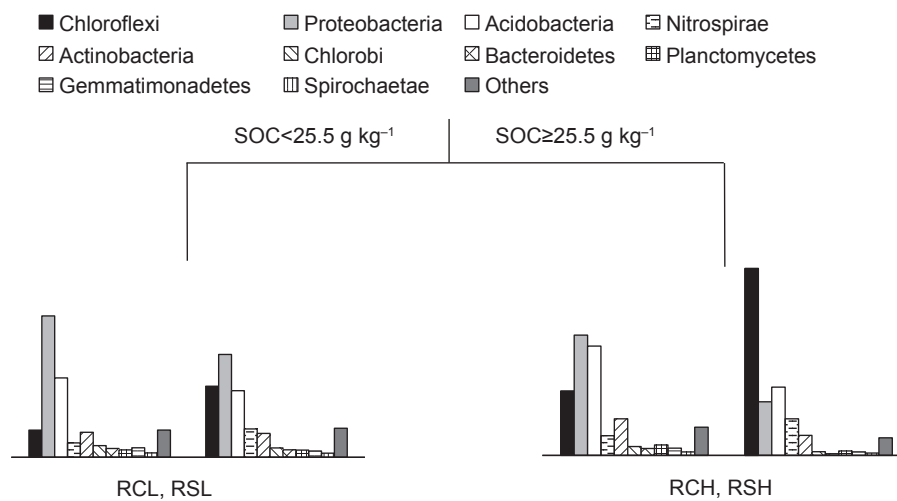 Chloroflexi Proteobacteria Acidobacteria Nitrospirae
Actinobacteria Chlorobi Bacteroidetes Planctomycetes
Gemmatimonadetes Spirochaetae Others
SOC<25.5 g kg⁻¹ SOC≥25.5 g kg⁻¹
RCL, RSL RCH, RSH